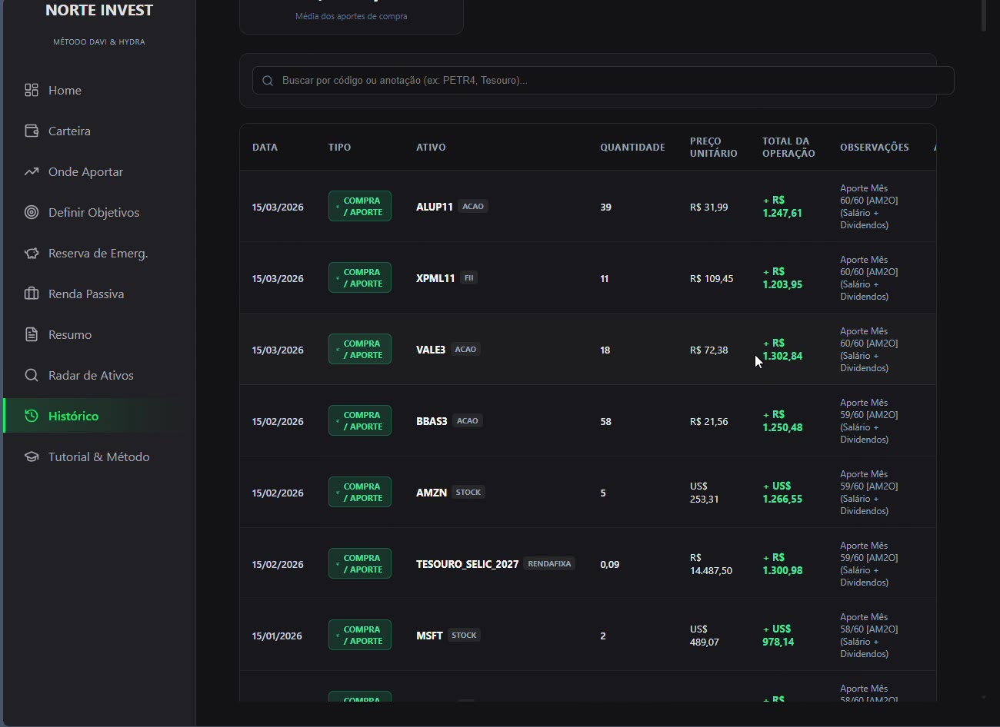 NORTE INVEST
MÉTODO DAVI & HYDRA
Home
Carteira
Onde Aportar
Definir Objetivos
Reserva de Emerg.
Renda Passiva
Resumo
Radar de Ativos
Histórico
Tutorial & Método
Média dos aportes de compra
Buscar por código ou anotação (ex: PETR4, Tesouro)...
DATA TIPO ATIVO QUANTIDADE PREÇO UNITÁRIO TOTAL DA OPERAÇÃO OBSERVAÇÕES
15/03/2026
COMPRA
/ APORTE
ALUP11 ACAO
39
R$ 31,99
+ R$
1.247,61
Aporte Mês
60/60 [AM2O]
(Salário +
Dividendos)
15/03/2026
COMPRA
/ APORTE
XPML11 FII
11
R$ 109,45
+ R$
1.203,95
Aporte Mês
60/60 [AM2O]
(Salário +
Dividendos)
15/03/2026
COMPRA
/ APORTE
VALE3 ACAO
18
R$ 72,38
+ R$
1.302,84
Aporte Mês
60/60 [AM2O]
(Salário +
Dividendos)
15/02/2026
COMPRA
/ APORTE
BBAS3 ACAO
58
R$ 21,56
+ R$
1.250,48
Aporte Mês
59/60 [AM2O]
(Salário +
Dividendos)
15/02/2026
COMPRA
/ APORTE
AMZN STOCK
5
US$
253,31
+ US$
1.266,55
Aporte Mês
59/60 [AM2O]
(Salário +
Dividendos)
15/02/2026
COMPRA
/ APORTE
TESOURO_SELIC_2027 RENDAFIXA
0,09
R$
14.487,50
+ R$
1.300,98
Aporte Mês
59/60 [AM2O]
(Salário +
Dividendos)
15/01/2026
COMPRA
/ APORTE
MSFT STOCK
2
US$
489,07
+ US$
978,14
Aporte Mês
58/60 [AM2O]
(Salário +
Dividendos)
COMPRA
+ R$
Aporte Mês
58/60 [AM2O]